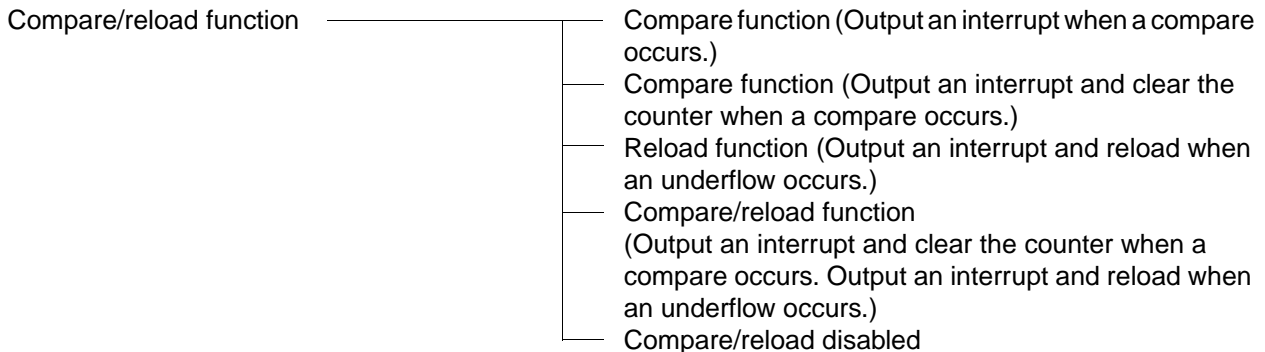 Compare/reload function
Compare function (Output an interrupt when a compare
occurs.)
Compare function (Output an interrupt and clear the
counter when a compare occurs.)
Reload function (Output an interrupt and reload when
an underflow occurs.)
Compare/reload function
(Output an interrupt and clear the counter when a
compare occurs. Output an interrupt and reload when
an underflow occurs.)
Compare/reload disabled